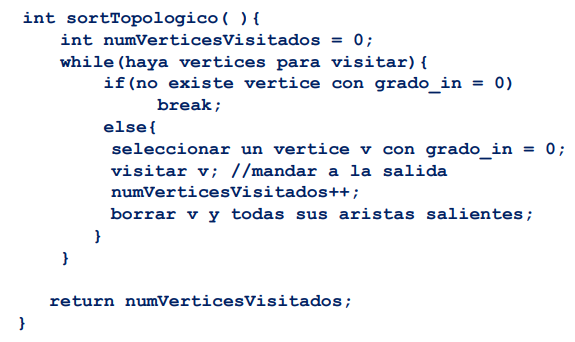 int sortTopologico( ){
int numVerticesVisitados = 0;
while(haya vertices para visitar){
if(no existe vertice con grado_in = 0)
break;
else{
seleccionar un vertice v con grado_in = 0;
visitar v; //mandar a la salida
numVerticesVisitados++;
borrar v y todas sus aristas salientes;
}
}
return numVerticesVisitados;
}